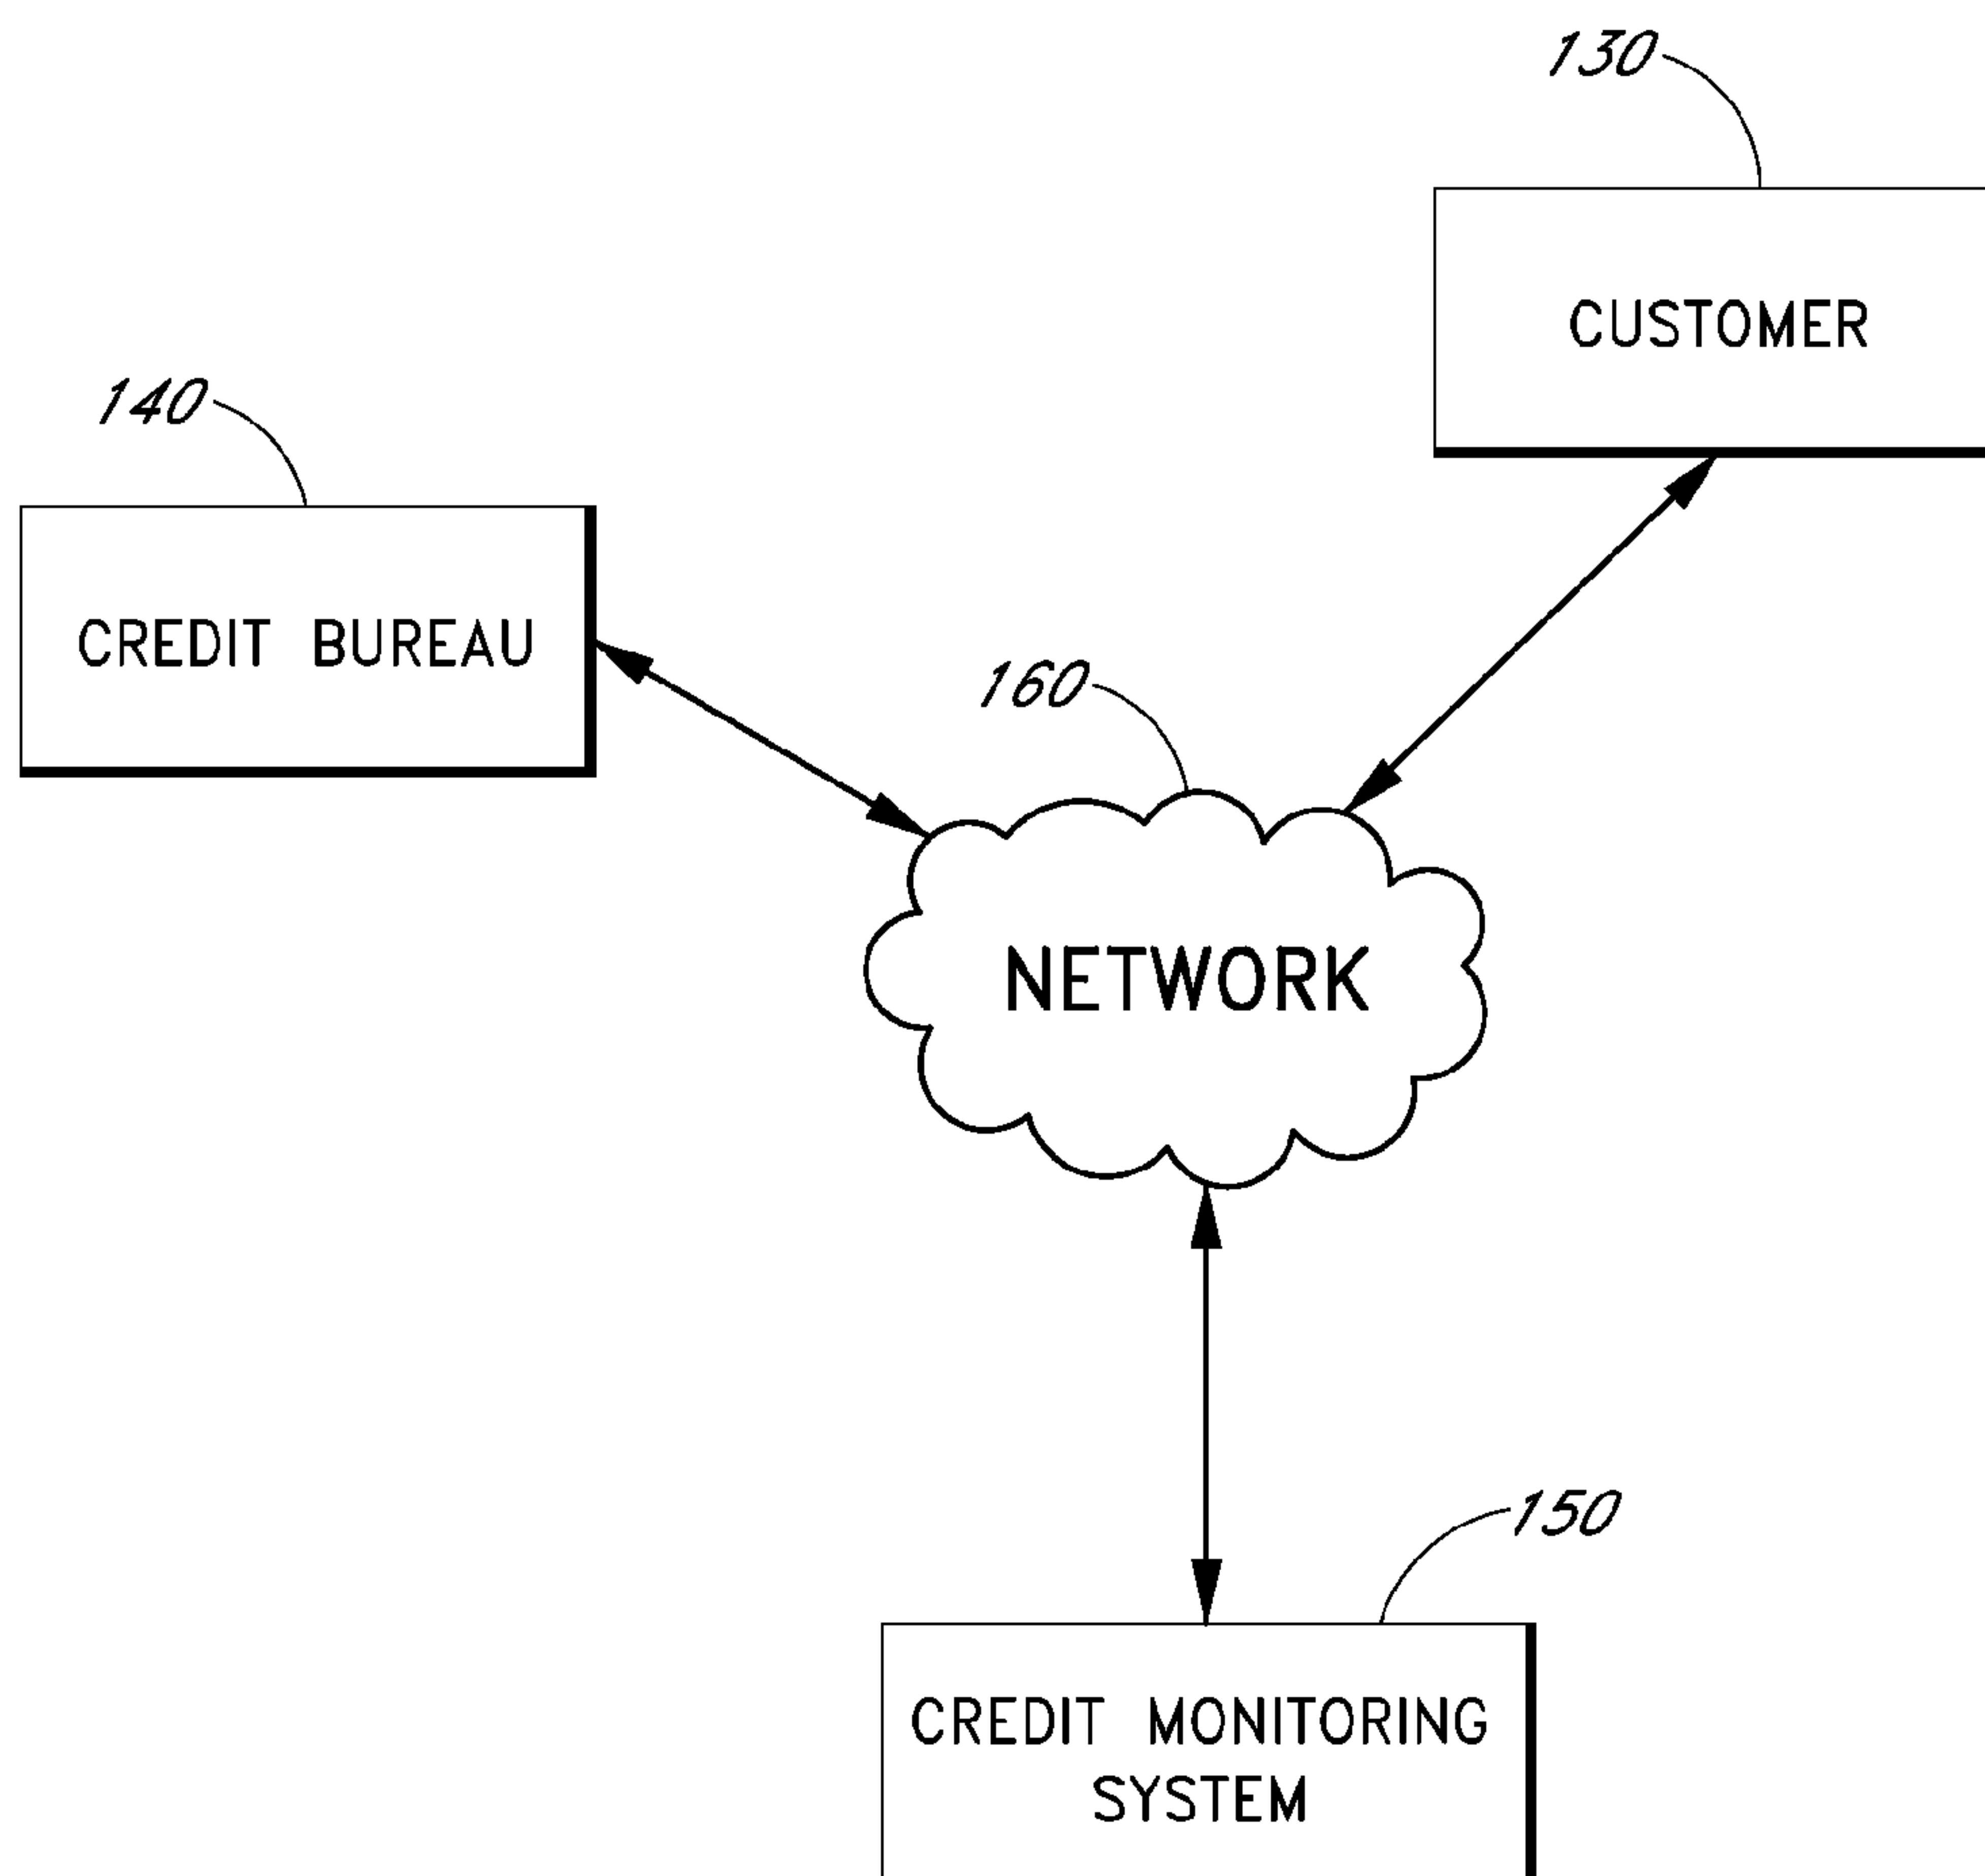 130
CUSTOMER
140
CREDIT BUREAU
160
NETWORK
150
CREDIT MONITORING
SYSTEM